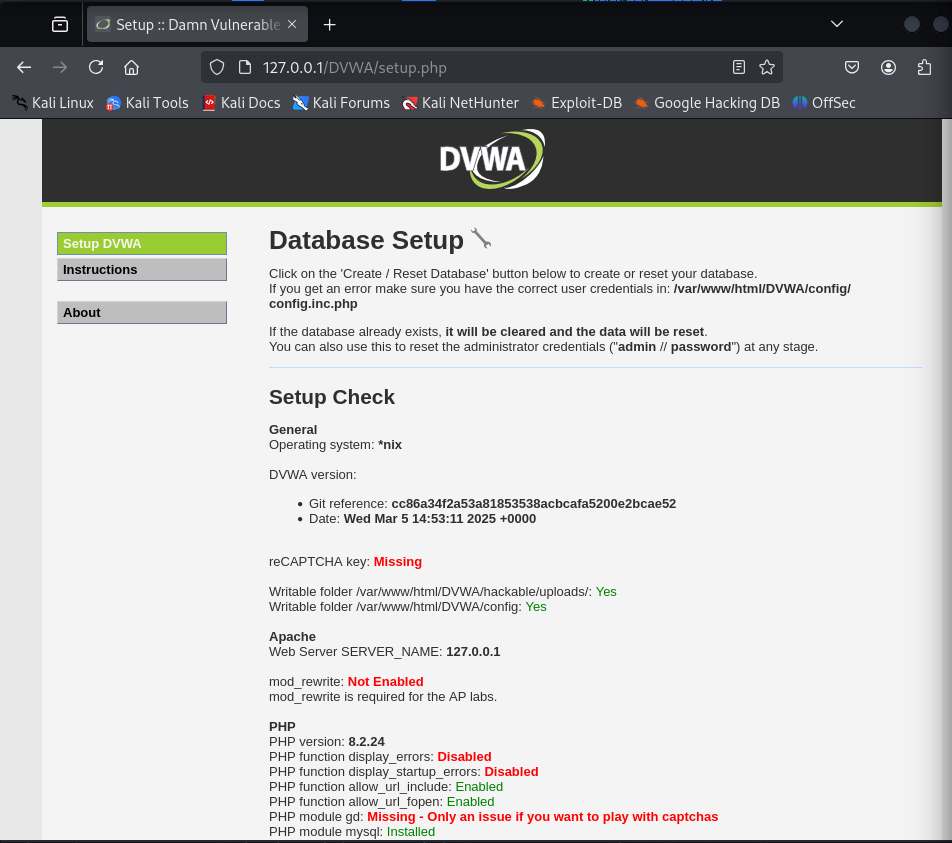 Setup :: Damn Vulnerable
127.0.0.1/DVWA/setup.php
Kali Linux Kali Tools Kali Docs Kali Forums Kali NetHunter Exploit-DB Google Hacking DB OffSec
DVWA
Setup DVWA
Instructions
About
Database Setup
Click on the 'Create / Reset Database' button below to create or reset your database.
If you get an error make sure you have the correct user credentials in: /var/www/html/DVWA/config/
config.inc.php
If the database already exists, it will be cleared and the data will be reset.
You can also use this to reset the administrator credentials ("admin // password") at any stage.
Setup Check
General
Operating system: *nix
DVWA version:
• Git reference: cc86a34f2a53a81853538acbcafa5200e2bcae52
• Date: Wed Mar 5 14:53:11 2025 +0000
reCAPTCHA key: Missing
Writable folder /var/www/html/DVWA/hackable/uploads/: Yes
Writable folder /var/www/html/DVWA/config: Yes
Apache
Web Server SERVER_NAME: 127.0.0.1
mod_rewrite: Not Enabled
mod_rewrite is required for the AP labs.
PHP
PHP version: 8.2.24
PHP function display_errors: Disabled
PHP function display_startup_errors: Disabled
PHP function allow_url_include: Enabled
PHP function allow_url_fopen: Enabled
PHP module gd: Missing - Only an issue if you want to play with captchas
PHP module mysql: Installed